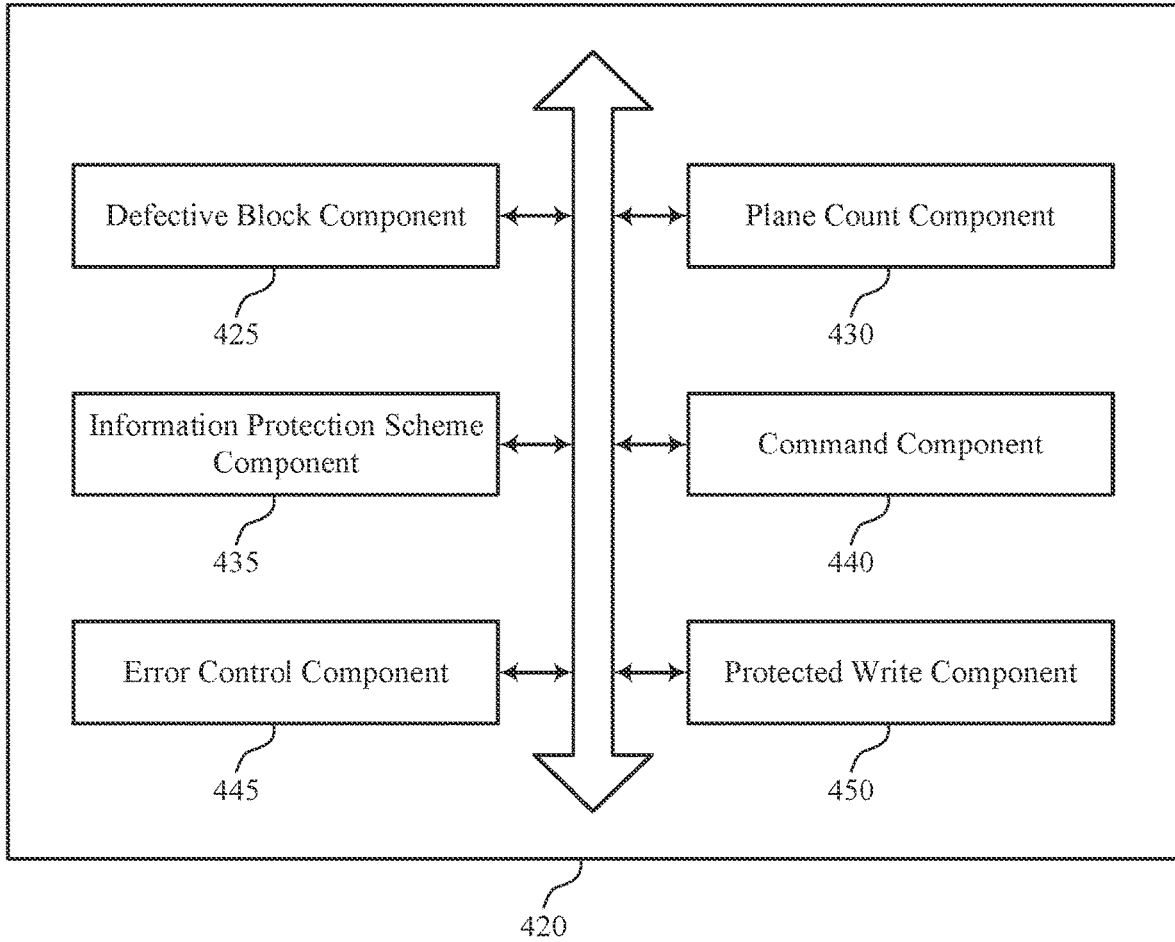 Defective Block Component
Plane Count Component
425
430
Information Protection Scheme
Component
Command Component
435
440
Error Control Component
Protected Write Component
445
450
420